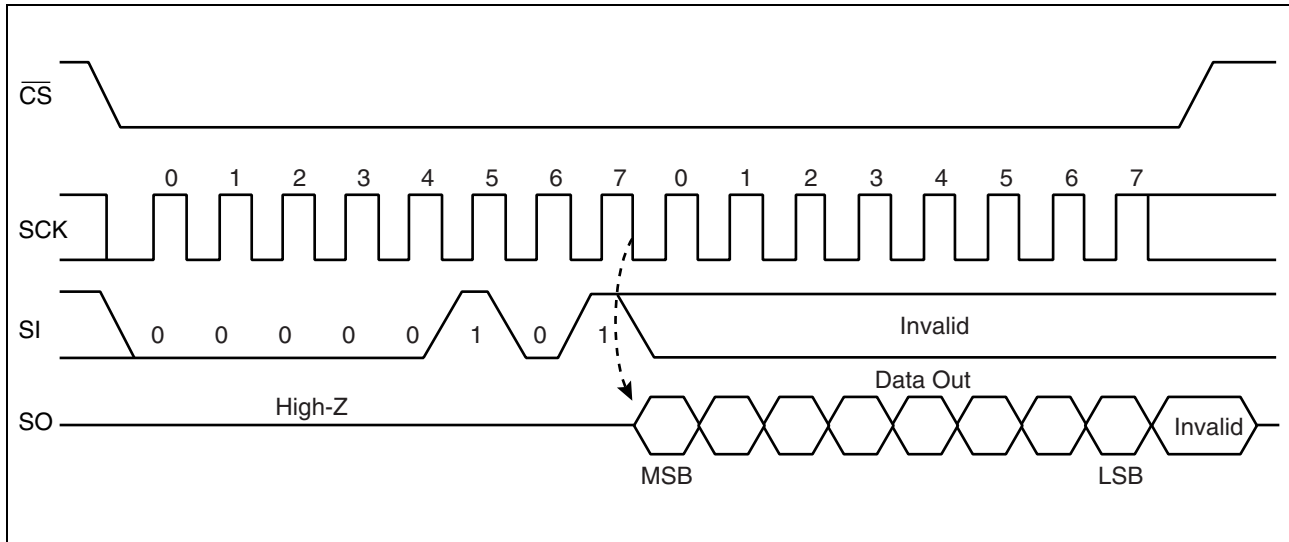 CS
0 1 2 3 4 5 6 7 0 1 2 3 4 5 6 7
SCK
SI
0 0 0 0 0 1 0 1
Invalid
Data Out
High-Z
SO
Invalid
MSB
LSB